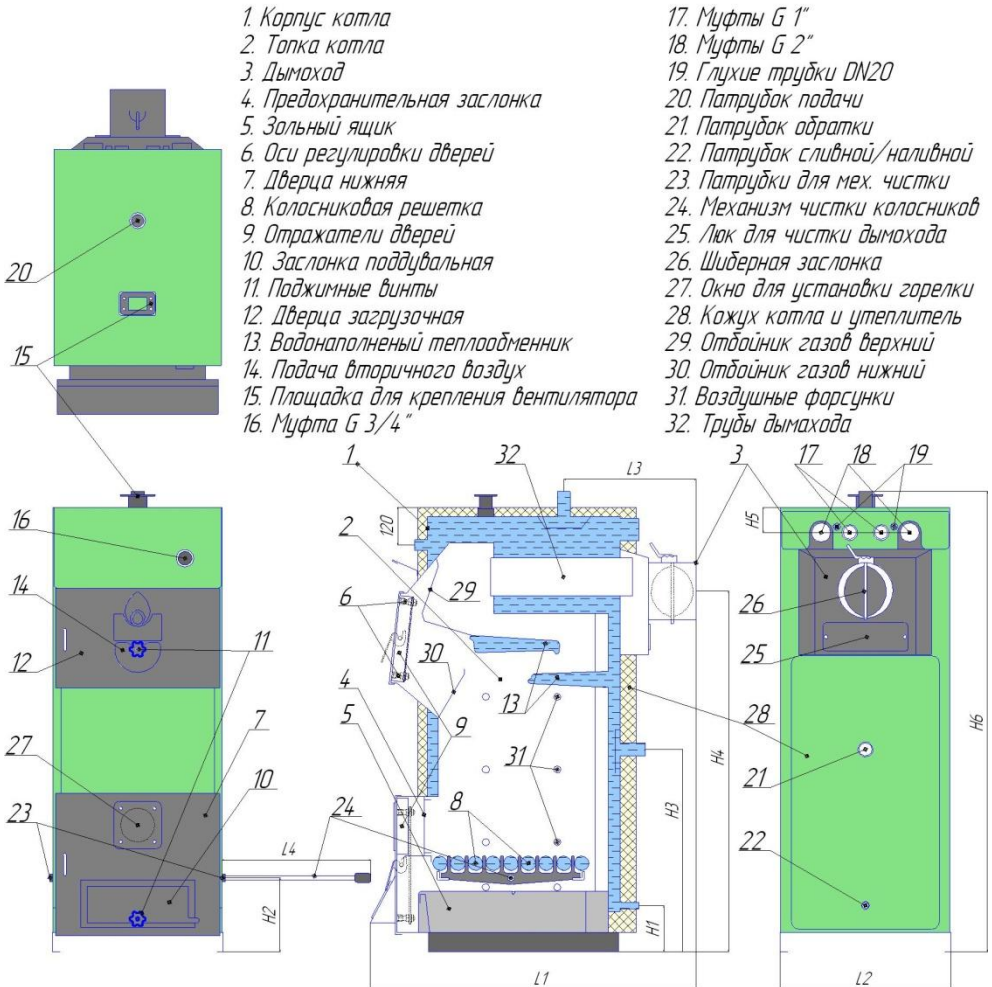 1. Корпус котла
2. Топка котла
3. Дымоход
4. Предохранительная заслонка
5. Зольный ящик
6. Оси регулировки дверей
7. Дверца нижняя
8. Колосниковая решетка
9. Отражатели дверей
10. Заслонка поддувальная
11. Поджимные винты
12. Дверца загрузочная
13. Водонаполненый теплообменник
14. Подача вторичного воздух
15. Площадка для крепления вентилятора
16. Муфта G 3/4"
17. Муфты G 1"
18. Муфты G 2"
19. Глухие трубки DN20
20. Патрубок подачи
21. Патрубок обратки
22. Патрубок сливной/наливной
23. Патрубки для мех. чистки
24. Механизм чистки колосников
25. Люк для чистки дымохода
26. Шиберная заслонка
27. Окно для установки горелки
28. Кожух котла и утеплитель
29. Отбойник газов верхний
30. Отбойник газов нижний
31. Воздушные форсунки
32. Трубы дымахода
20
15
16
14
12
11
7
27
10
23
L4
H2
1
32
L3
120
2
29
6
30
4
13
5
9
31
24
8
H3
H4
H1
L1
3
17
18
19
H5
26
25
28
21
22
H6
L2